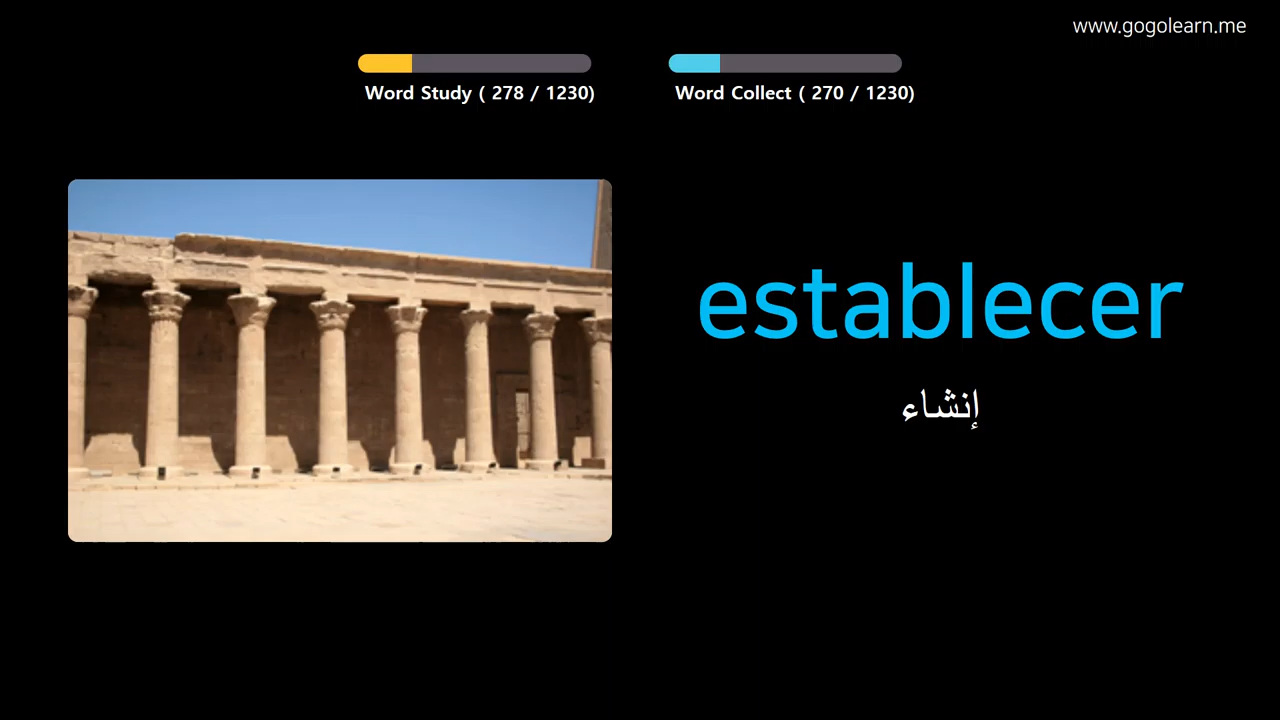 www.gogolearn.me
Word Study ( 278 / 1230)
Word Collect ( 270 / 1230)
establecer
إنشاء